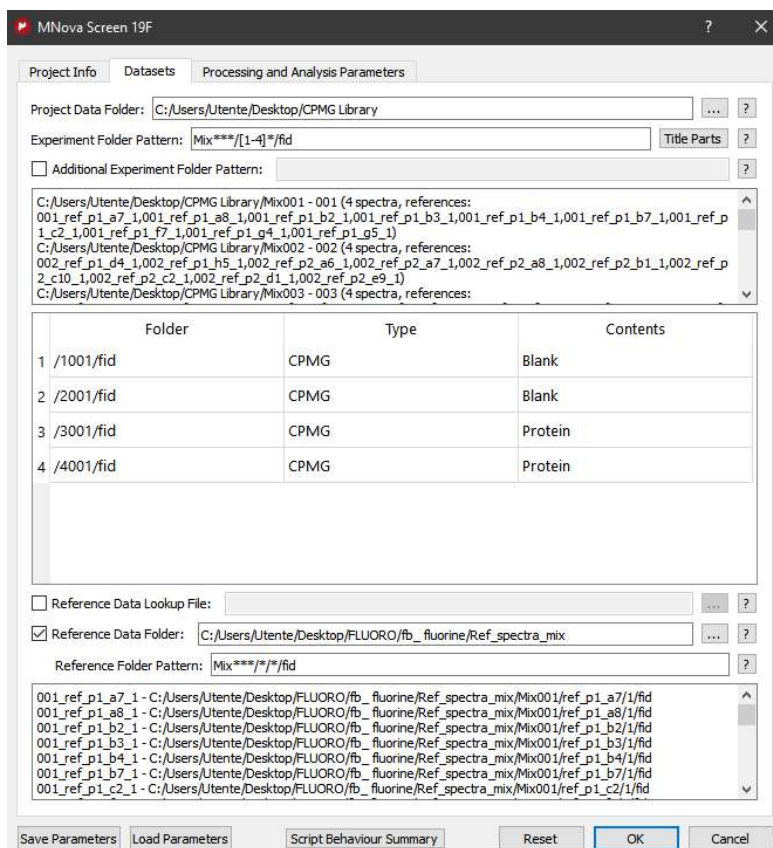 MNova Screen 19F ? ✕
Project Info Datasets Processing and Analysis Parameters
Project Data Folder: C:/Users/Utente/Desktop/CPMG Library ... ?
Experiment Folder Pattern: Mix***/[1-4]*/fid Title Parts ?
Additional Experiment Folder Pattern: ?
C:/Users/Utente/Desktop/CPMG Library/Mix001 - 001 (4 spectra, references:
001_ref_p1_a7_1,001_ref_p1_a8_1,001_ref_p1_b2_1,001_ref_p1_b3_1,001_ref_p1_b4_1,001_ref_p1_b7_1,001_ref_p
1_c2_1,001_ref_p1_f7_1,001_ref_p1_g4_1,001_ref_p1_g5_1)
C:/Users/Utente/Desktop/CPMG Library/Mix002 - 002 (4 spectra, references:
002_ref_p1_d4_1,002_ref_p1_h5_1,002_ref_p2_a6_1,002_ref_p2_a7_1,002_ref_p2_a8_1,002_ref_p2_b1_1,002_ref_p
2_c10_1,002_ref_p2_c2_1,002_ref_p2_d1_1,002_ref_p2_e9_1)
C:/Users/Utente/Desktop/CPMG Library/Mix003 - 003 (4 spectra, references:
Folder Type Contents
1 /1001/fid CPMG Blank
2 /2001/fid CPMG Blank
3 /3001/fid CPMG Protein
4 /4001/fid CPMG Protein
Reference Data Lookup File: ... ?
Reference Data Folder: C:/Users/Utente/Desktop/FLUORO/fb_ fluorine/Ref_spectra_mix ... ?
Reference Folder Pattern: Mix***/*/*/fid ?
001_ref_p1_a7_1 - C:/Users/Utente/Desktop/FLUORO/fb_ fluorine/Ref_spectra_mix/Mix001/ref_p1_a7/1/fid
001_ref_p1_a8_1 - C:/Users/Utente/Desktop/FLUORO/fb_ fluorine/Ref_spectra_mix/Mix001/ref_p1_a8/1/fid
001_ref_p1_b2_1 - C:/Users/Utente/Desktop/FLUORO/fb_ fluorine/Ref_spectra_mix/Mix001/ref_p1_b2/1/fid
001_ref_p1_b3_1 - C:/Users/Utente/Desktop/FLUORO/fb_ fluorine/Ref_spectra_mix/Mix001/ref_p1_b3/1/fid
001_ref_p1_b4_1 - C:/Users/Utente/Desktop/FLUORO/fb_ fluorine/Ref_spectra_mix/Mix001/ref_p1_b4/1/fid
001_ref_p1_b7_1 - C:/Users/Utente/Desktop/FLUORO/fb_ fluorine/Ref_spectra_mix/Mix001/ref_p1_b7/1/fid
001_ref_p1_c2_1 - C:/Users/Utente/Desktop/FLUORO/fb_ fluorine/Ref_spectra_mix/Mix001/ref_p1_c2/1/fid
Save Parameters Load Parameters Script Behaviour Summary Reset OK Cancel